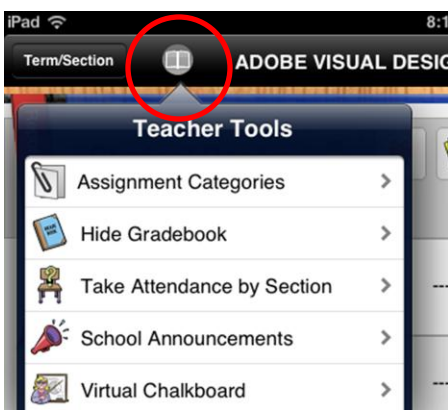 iPad 8:1
Term/Section ADOBE VISUAL DESIG
Teacher Tools
Assignment Categories
Hide Gradebook
Take Attendance by Section
---
School Announcements
Virtual Chalkboard
---